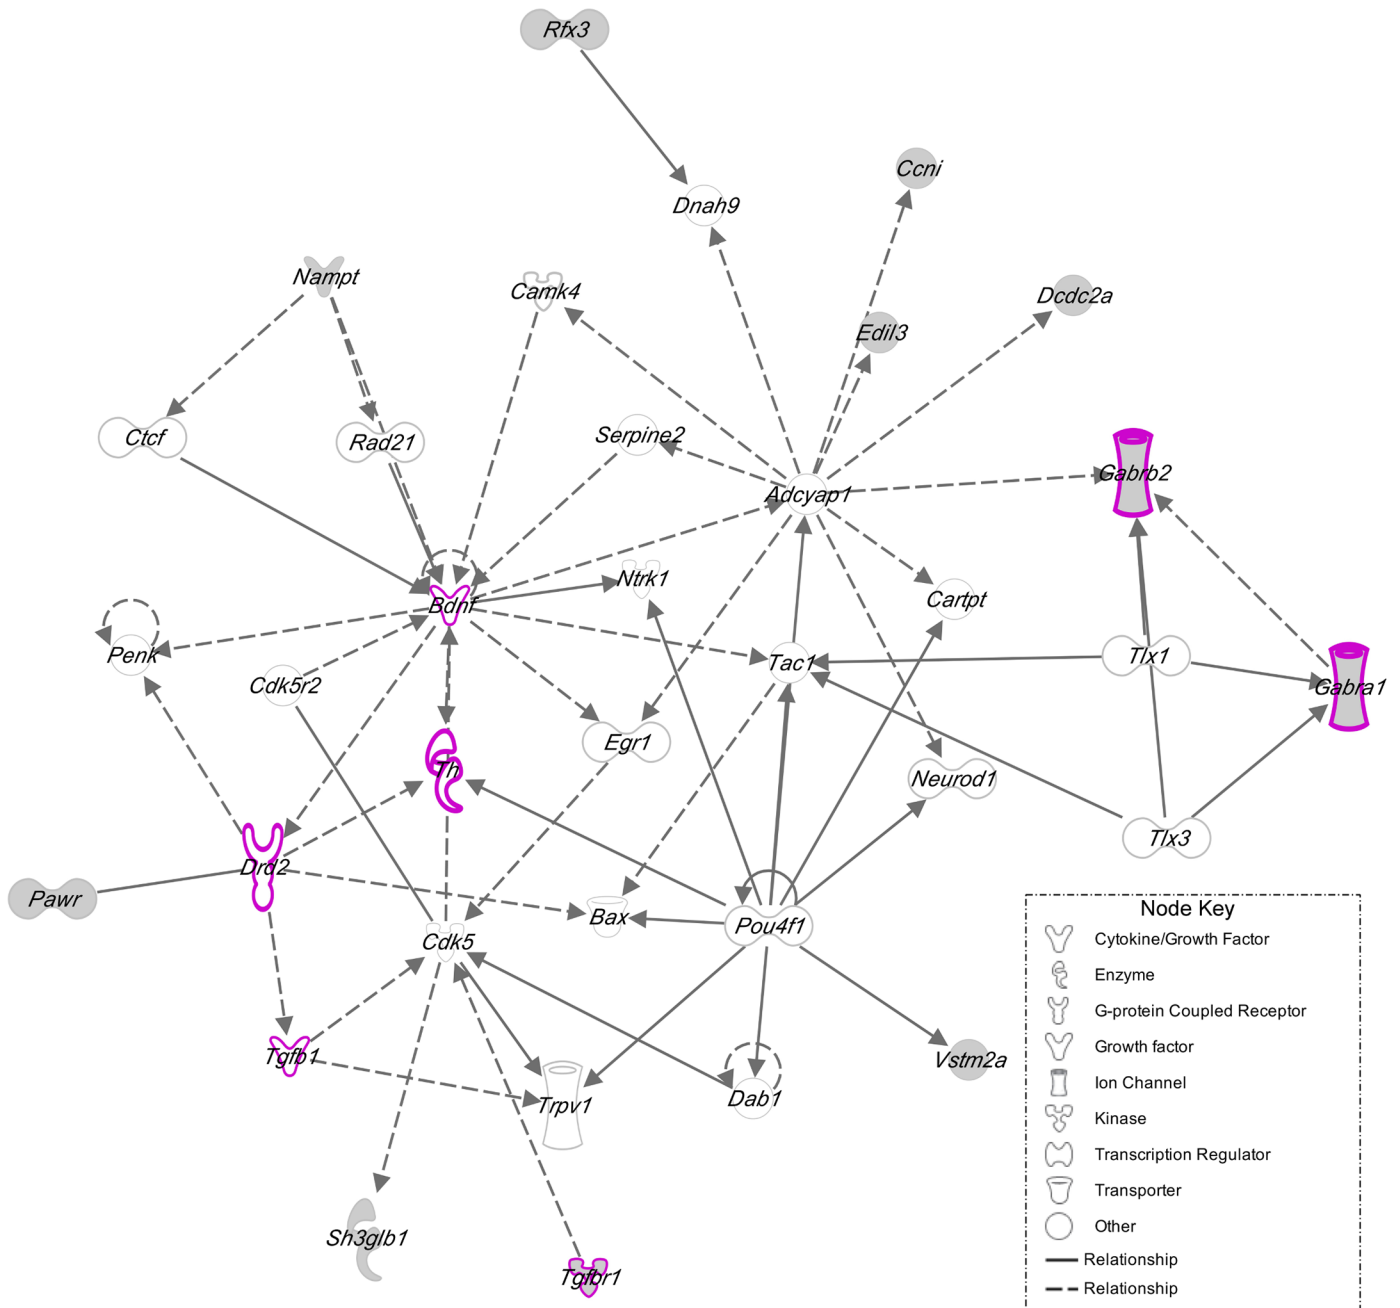 Rfx3
Ccni
Dnah9
Nampt
Camk4
Dcdc2a
Edil3
Ctcf
Rad21
Serpine2
Gabrb2
Adcyap1
Ntrk1
Bdnf
Cartpt
Penk
Tac1
Tlx1
Cdk5r2
Gabra1
Egr1
Th
Neurod1
Tlx3
Drd2
Pawr
Bax
Pou4f1
Cdk5
Tgfb1
Vstm2a
Trpv1
Dab1
Sh3glb1
Tgfbr1
Node Key
Cytokine/Growth Factor
Enzyme
G-protein Coupled Receptor
Growth factor
Ion Channel
Kinase
Transcription Regulator
Transporter
Other
Relationship
Relationship